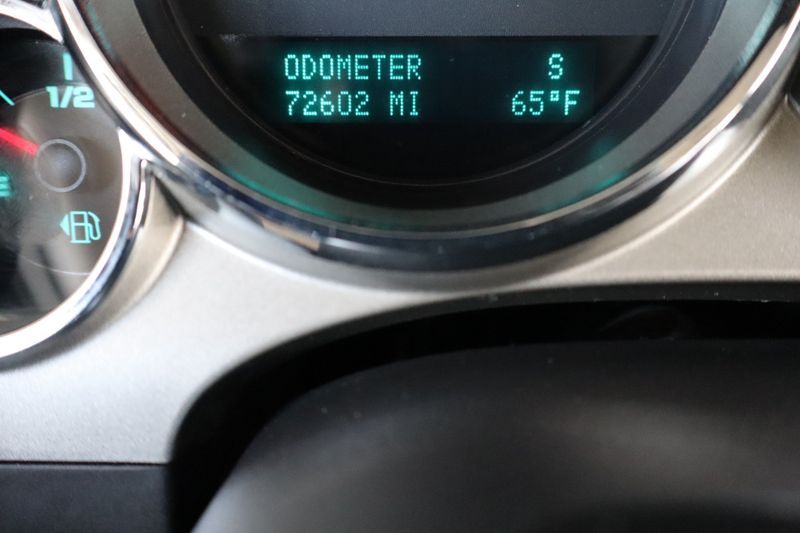 ODOMETER S
72602 MI 65°F
1/2
E